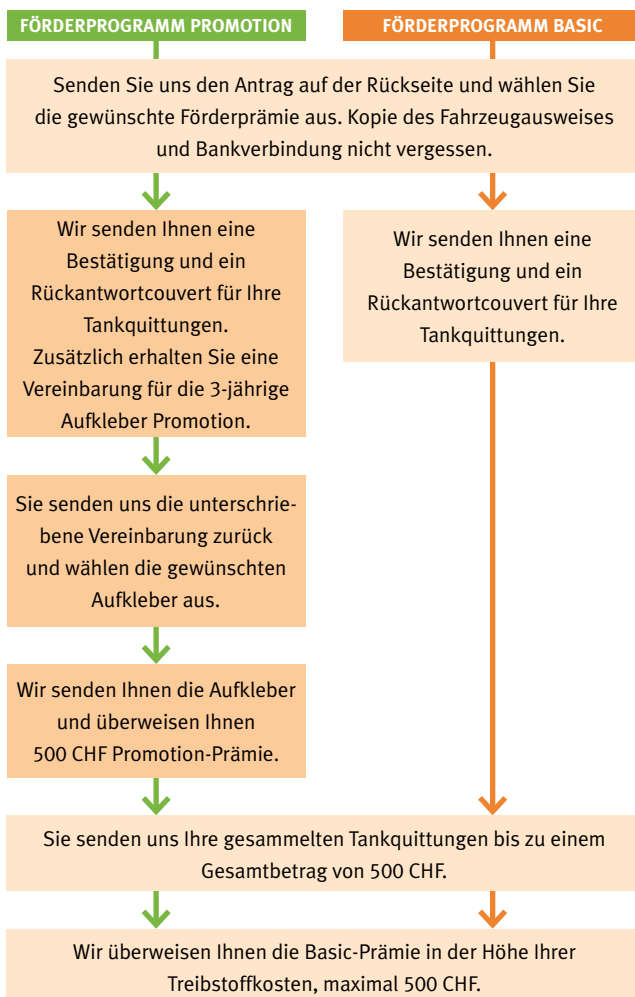 FÖRDERPROGRAMM PROMOTION
FÖRDERPROGRAMM BASIC
Senden Sie uns den Antrag auf der Rückseite und wählen Sie
die gewünschte Förderprämie aus. Kopie des Fahrzeugausweises
und Bankverbindung nicht vergessen.
Wir senden Ihnen eine
Bestätigung und ein
Rückantwortcouvert für Ihre
Tankquittungen.
Zusätzlich erhalten Sie eine
Vereinbarung für die 3-jährige
Aufkleber Promotion.
Wir senden Ihnen eine
Bestätigung und ein
Rückantwortcouvert für Ihre
Tankquittungen.
Sie senden uns die unterschrie-
bene Vereinbarung zurück
und wählen die gewünschten
Aufkleber aus.
Wir senden Ihnen die Aufkleber
und überweisen Ihnen
500 CHF Promotion-Prämie.
Sie senden uns Ihre gesammelten Tankquittungen bis zu einem
Gesamtbetrag von 500 CHF.
Wir überweisen Ihnen die Basic-Prämie in der Höhe Ihrer
Treibstoffkosten, maximal 500 CHF.